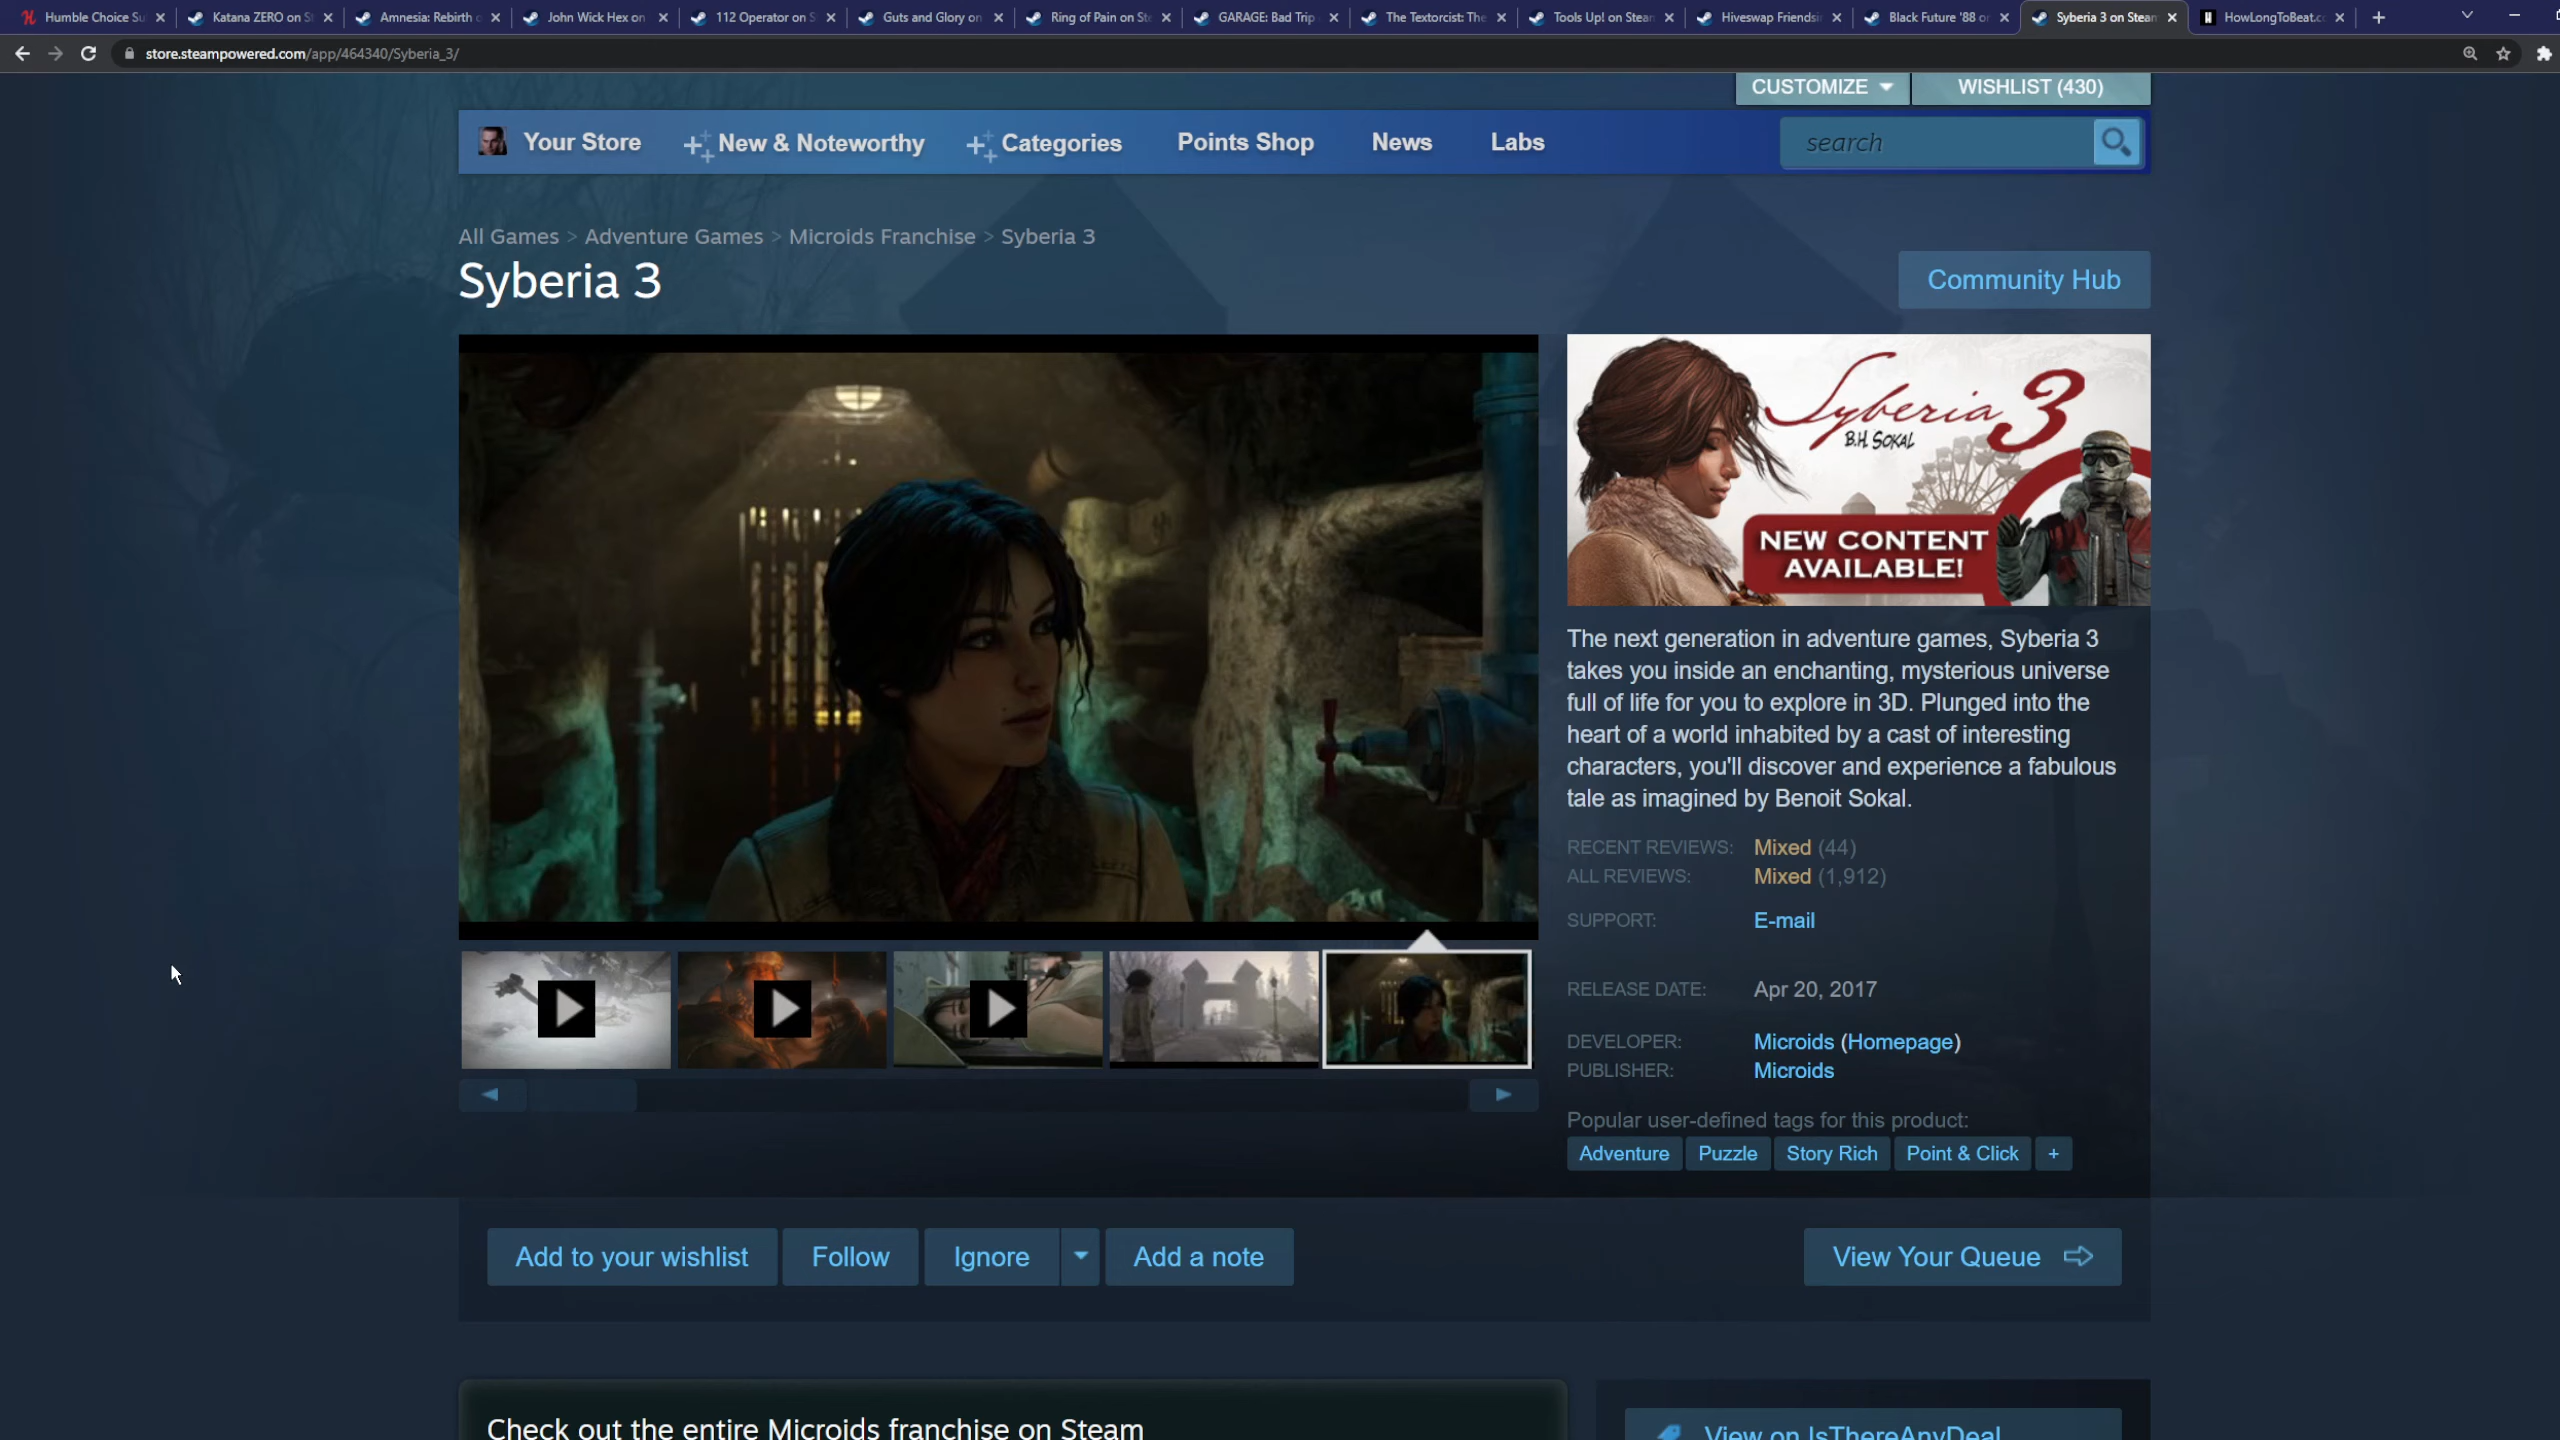 Humble Choice Su
Katana ZERO on S
Amnesia: Rebirth o
John Wick Hex on
112 Operator on S
Guts and Glory on
Ring of Pain on Ste
GARAGE: Bad Trip
The Textorcist: The
Tools Up! on Steam
Hiveswap Friendsi
Black Future '88 or
Syberia 3 on Steam
HowLongToBeat.c
store.steampowered.com/app/464340/Syberia_3/
CUSTOMIZE
WISHLIST (430)
Your Store
New & Noteworthy
Categories
Points Shop
News
Labs
search
All Games > Adventure Games > Microids Franchise > Syberia 3
Syberia 3
Community Hub
Syberia 3
B.H. SOKAL
NEW CONTENT
AVAILABLE!
The next generation in adventure games, Syberia 3
takes you inside an enchanting, mysterious universe
full of life for you to explore in 3D. Plunged into the
heart of a world inhabited by a cast of interesting
characters, you'll discover and experience a fabulous
tale as imagined by Benoit Sokal.
RECENT REVIEWS: Mixed (44)
ALL REVIEWS: Mixed (1,912)
SUPPORT: E-mail
RELEASE DATE: Apr 20, 2017
DEVELOPER: Microids (Homepage)
PUBLISHER: Microids
Popular user-defined tags for this product:
Adventure
Puzzle
Story Rich
Point & Click
+
Add to your wishlist
Follow
Ignore
Add a note
View Your Queue
Check out the entire Microids franchise on Steam
View on IsThereAnyDeal